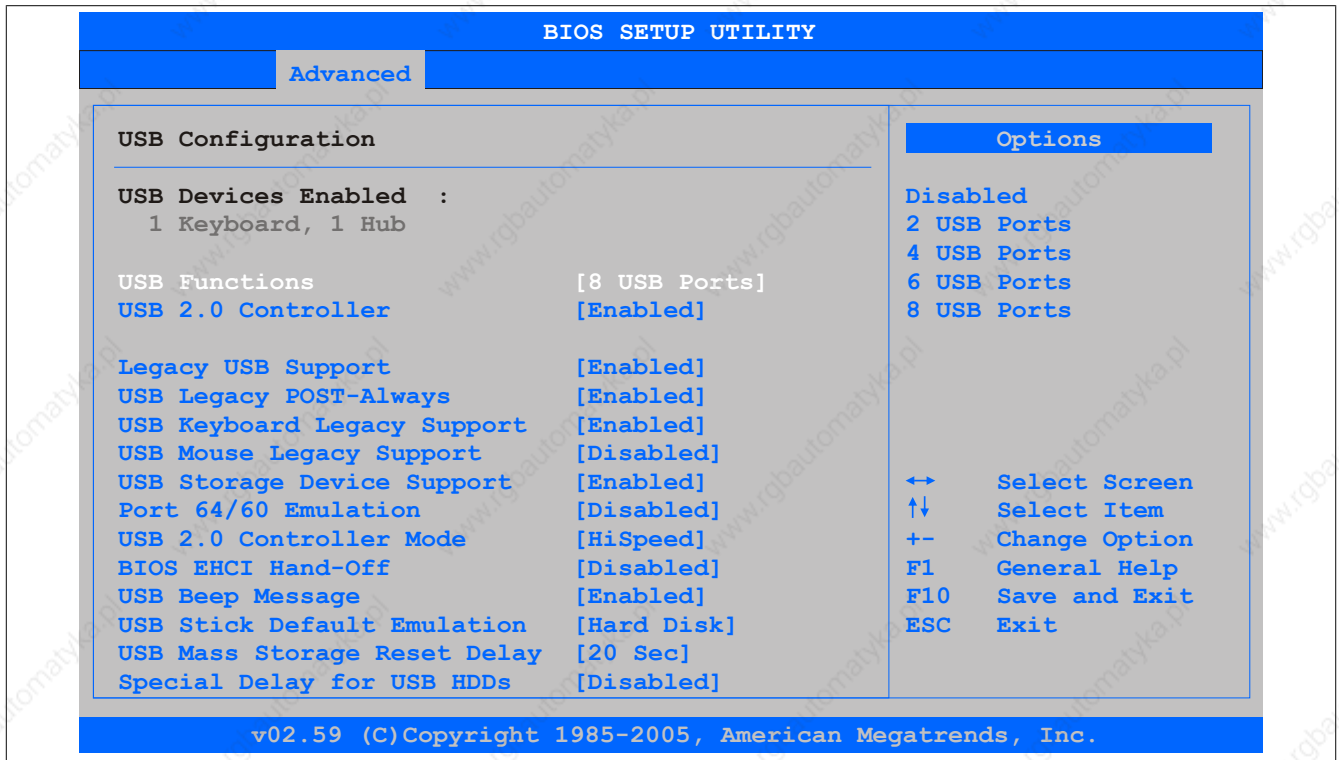 BIOS SETUP UTILITY
Advanced
USB Configuration
USB Devices Enabled :
1 Keyboard, 1 Hub
USB Functions [8 USB Ports]
USB 2.0 Controller [Enabled]
Legacy USB Support [Enabled]
USB Legacy POST-Always [Enabled]
USB Keyboard Legacy Support [Enabled]
USB Mouse Legacy Support [Disabled]
USB Storage Device Support [Enabled]
Port 64/60 Emulation [Disabled]
USB 2.0 Controller Mode [HiSpeed]
BIOS EHCI Hand-Off [Disabled]
USB Beep Message [Enabled]
USB Stick Default Emulation [Hard Disk]
USB Mass Storage Reset Delay [20 Sec]
Special Delay for USB HDDs [Disabled]
Options
Disabled
2 USB Ports
4 USB Ports
6 USB Ports
8 USB Ports
↔ Select Screen
↑↓ Select Item
+- Change Option
F1 General Help
F10 Save and Exit
ESC Exit
v02.59 (C)Copyright 1985-2005, American Megatrends, Inc.
www.rgbautomatyka.pl